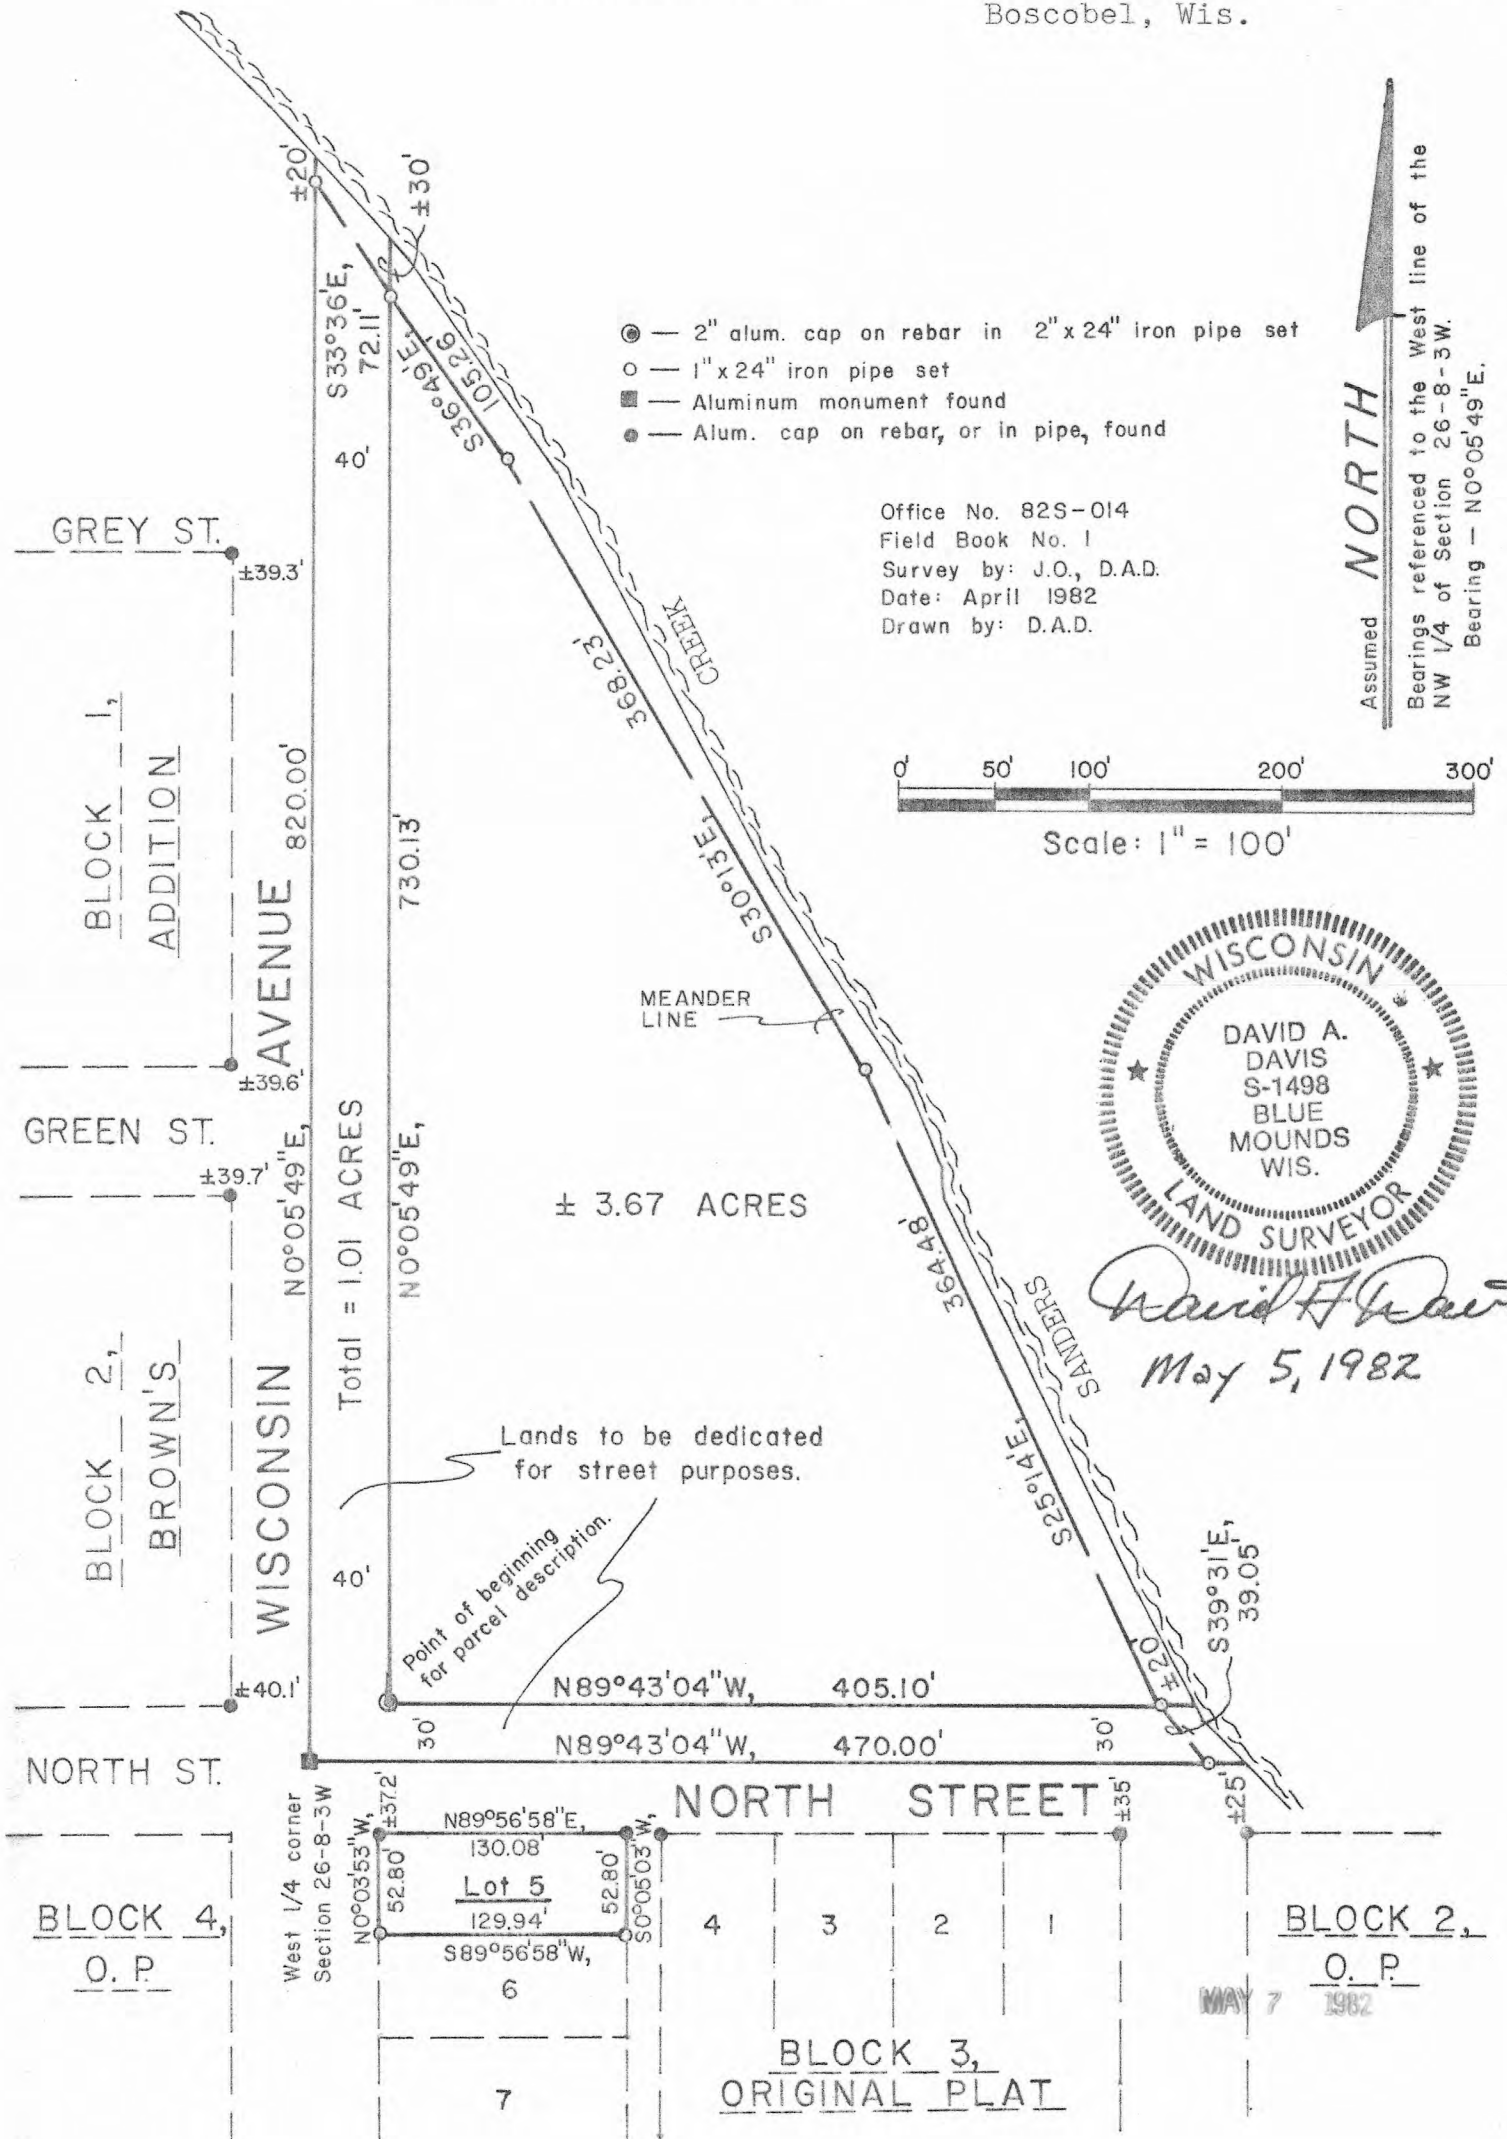 Boscobel, Wis.
±20'
±30'
S33°36'E,
72.11'
S36°49'E,
105.26'
40'
2" alum. cap on rebar in 2" x 24" iron pipe set
1" x 24" iron pipe set
Aluminum monument found
Alum. cap on rebar, or in pipe, found
Office No. 82S-014
Field Book No. 1
Survey by: J.O., D.A.D.
Date: April 1982
Drawn by: D.A.D.
Assumed NORTH
Bearings referenced to the West line of the
NW 1/4 of Section 26-8-3W.
Bearing — N0°05'49"E.
0' 50' 100' 200' 300'
Scale: 1" = 100'
GREY ST.
±39.3'
BLOCK 1,
ADDITION
±39.6'
GREEN ST.
±39.7'
BLOCK 2,
BROWN'S
±40.1'
WISCONSIN AVENUE
N0°05'49"E, 820.00'
Total = 1.01 ACRES
40'
N0°05'49"E, 730.13'
368.23'
S30°13'E,
CREEK
MEANDER
LINE
± 3.67 ACRES
364.48'
S25°14'E,
SANDERS
WISCONSIN
DAVID A.
DAVIS
S-1498
BLUE
MOUNDS
WIS.
LAND SURVEYOR
David A Davis
May 5, 1982
Lands to be dedicated
for street purposes.
Point of beginning
for parcel description.
±20
S39°31'E,
39.05'
N89°43'04"W, 405.10'
30'
30'
N89°43'04"W, 470.00'
NORTH ST.
NORTH STREET
±35'
±25'
West 1/4 corner
Section 26-8-3W
±37.2'
N0°03'53"W,
52.80'
N89°56'58"E,
130.08'
Lot 5
129.94'
S89°56'58"W,
52.80'
S0°05'03"W,
6
7
4 3 2 1
BLOCK 4,
O. P.
BLOCK 3,
ORIGINAL PLAT
BLOCK 2,
O. P.
MAY 7 1982